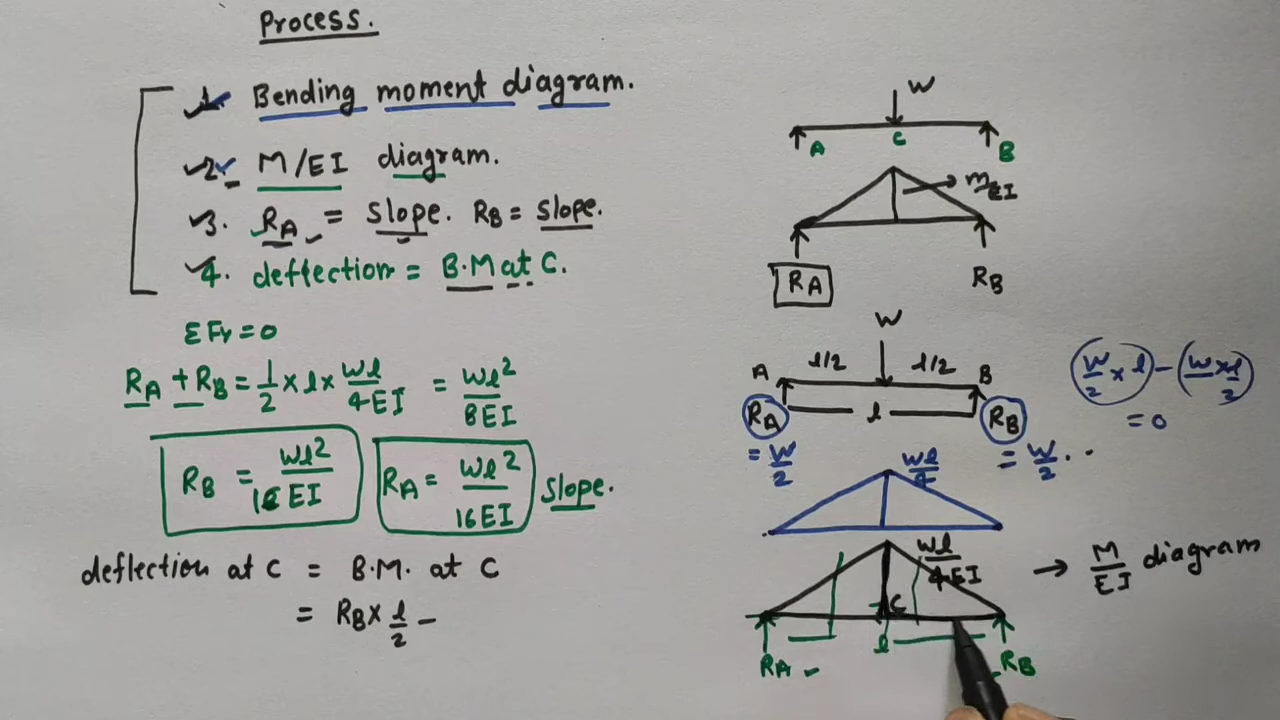 Process.
1. Bending moment diagram.
2. M/EI diagram.
3. RA = Slope. RB = Slope.
4. deflection = B.M at C.
ΣFy=0
RA + RB = 1/2 × l × Wl/4EI = Wl²/8EI
RB = Wl²/16EI
RA = Wl²/16EI Slope.
deflection at C = B.M. at C
= RB × l/2 –
W
A C B
M/EI
RA RB
W
A l/2 l/2 B
RA l RB
= W/2 = W/2 ..
(W/2 × l) – (W × l/2)
= 0
Wl/4
Wl/4EI → M/EI diagram
C
l
RA RB